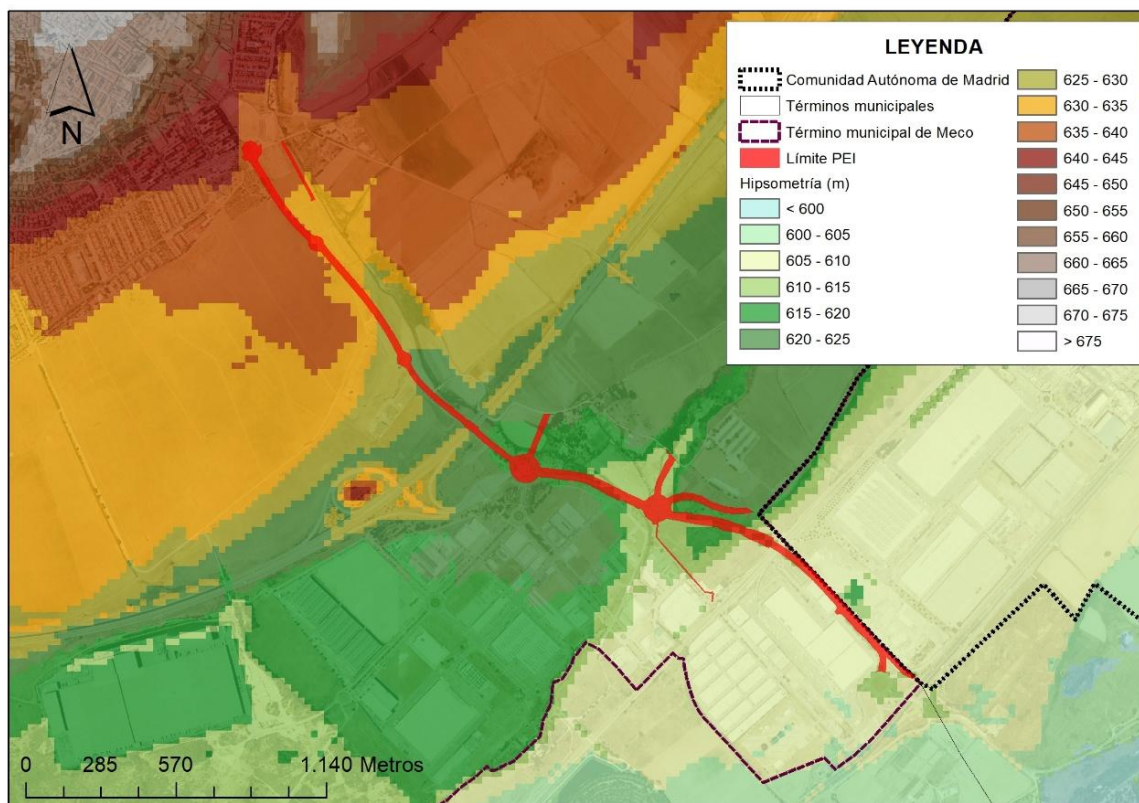 N
LEYENDA
Comunidad Autónoma de Madrid
Términos municipales
Término municipal de Meco
Límite PEI
Hipsometría (m)
< 600
600 - 605
605 - 610
610 - 615
615 - 620
620 - 625
625 - 630
630 - 635
635 - 640
640 - 645
645 - 650
650 - 655
655 - 660
660 - 665
665 - 670
670 - 675
> 675
0 285 570 1.140 Metros